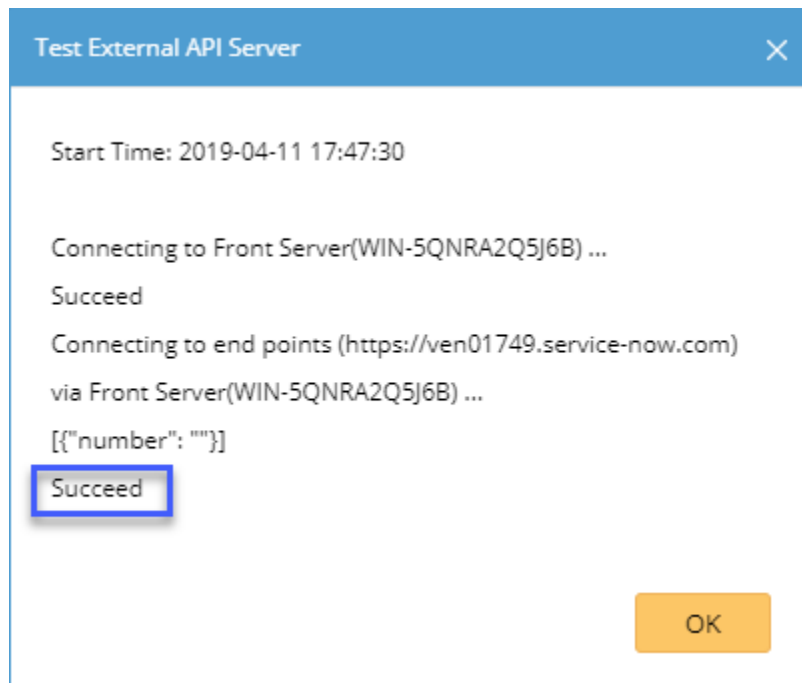 Test External API Server
Start Time: 2019-04-11 17:47:30
Connecting to Front Server(WIN-5QNRA2Q5J6B) ...
Succeed
Connecting to end points (https://ven01749.service-now.com)
via Front Server(WIN-5QNRA2Q5J6B) ...
[{"number": ""}]
Succeed
OK